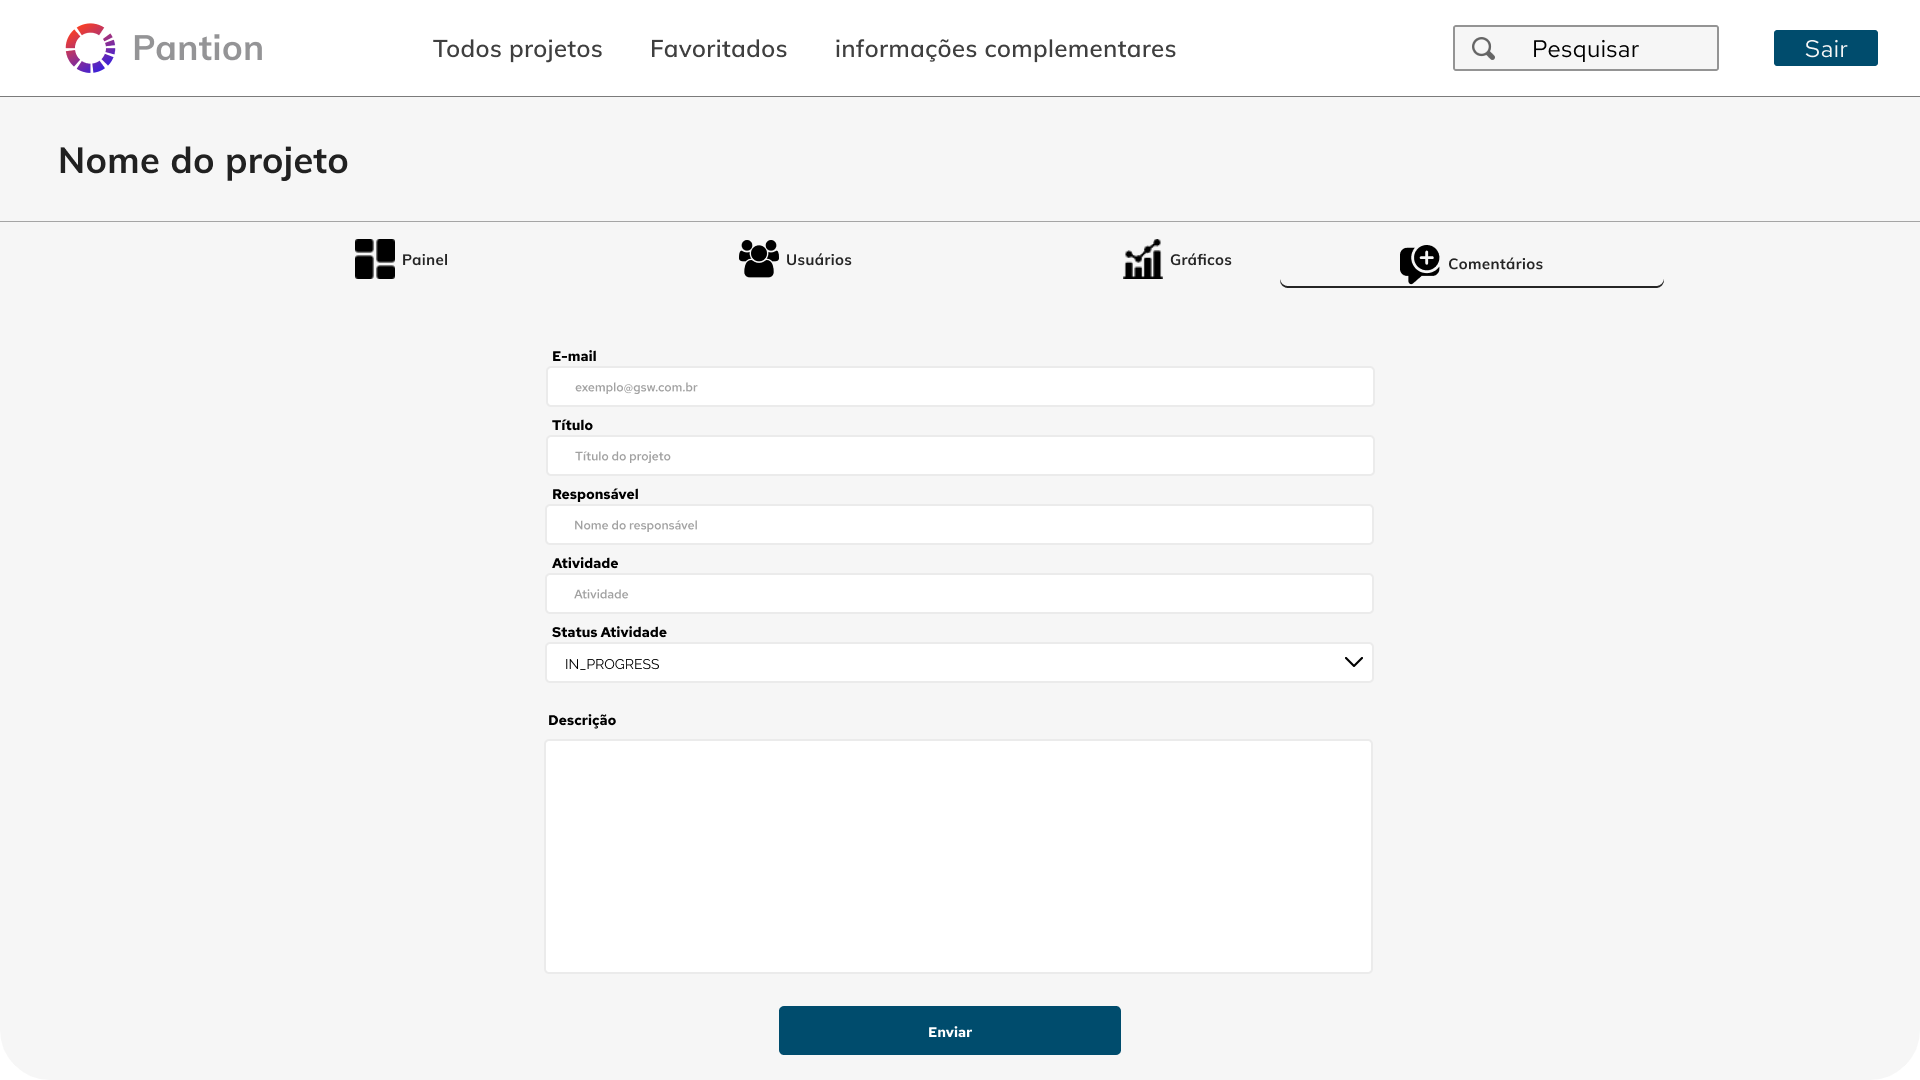 Pantion
Todos projetos
Favoritados
informações complementares
Pesquisar
Sair
Nome do projeto
Painel
Usuários
Gráficos
Comentários
E-mail
exemplo@gsw.com.br
Título
Título do projeto
Responsável
Nome do responsável
Atividade
Atividade
Status Atividade
IN_PROGRESS
Descrição
Enviar